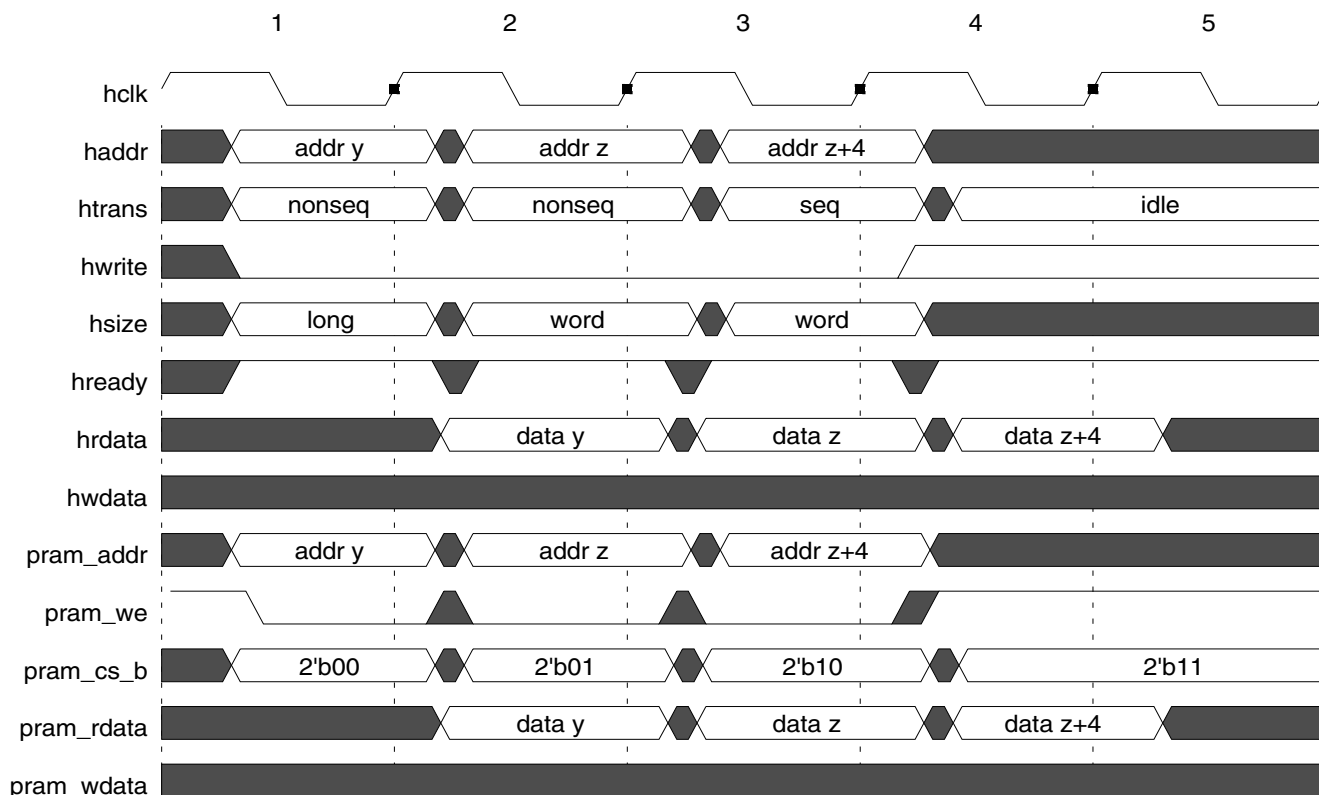 1 2 3 4 5
hclk
haddr addr y addr z addr z+4
htrans nonseq nonseq seq idle
hwrite
hsize long word word
hready
hrdata data y data z data z+4
hwdata
pram_addr addr y addr z addr z+4
pram_we
pram_cs_b 2'b00 2'b01 2'b10 2'b11
pram_rdata data y data z data z+4
pram_wdata